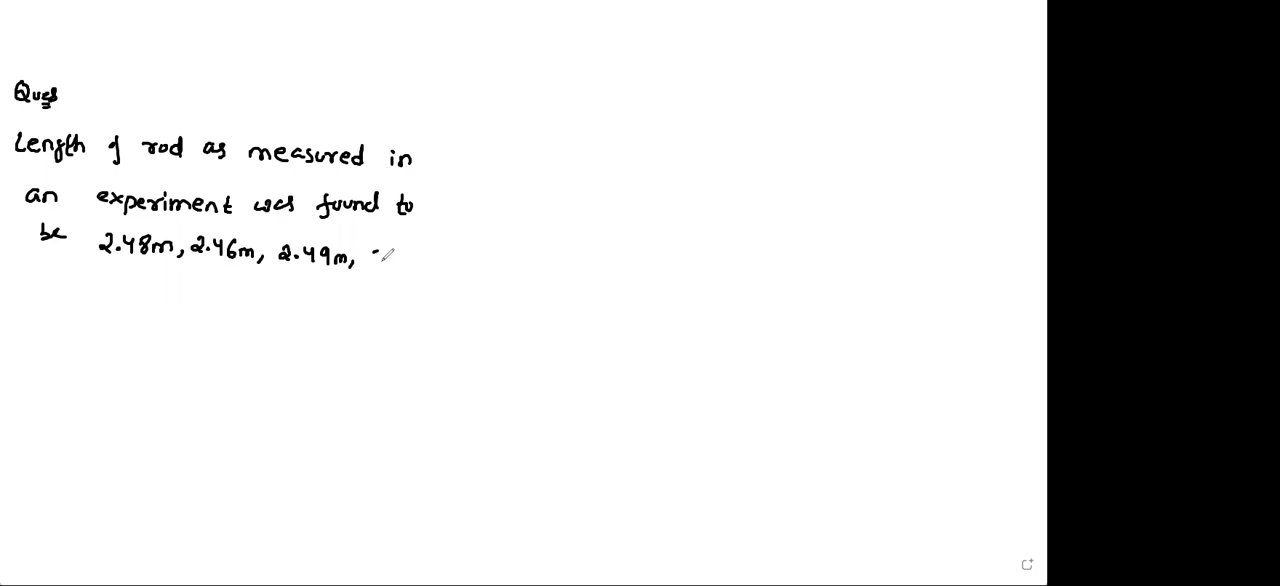 Ques
Length of rod as measured in
an experiment was found to
be 2.48m, 2.46m, 2.49m,